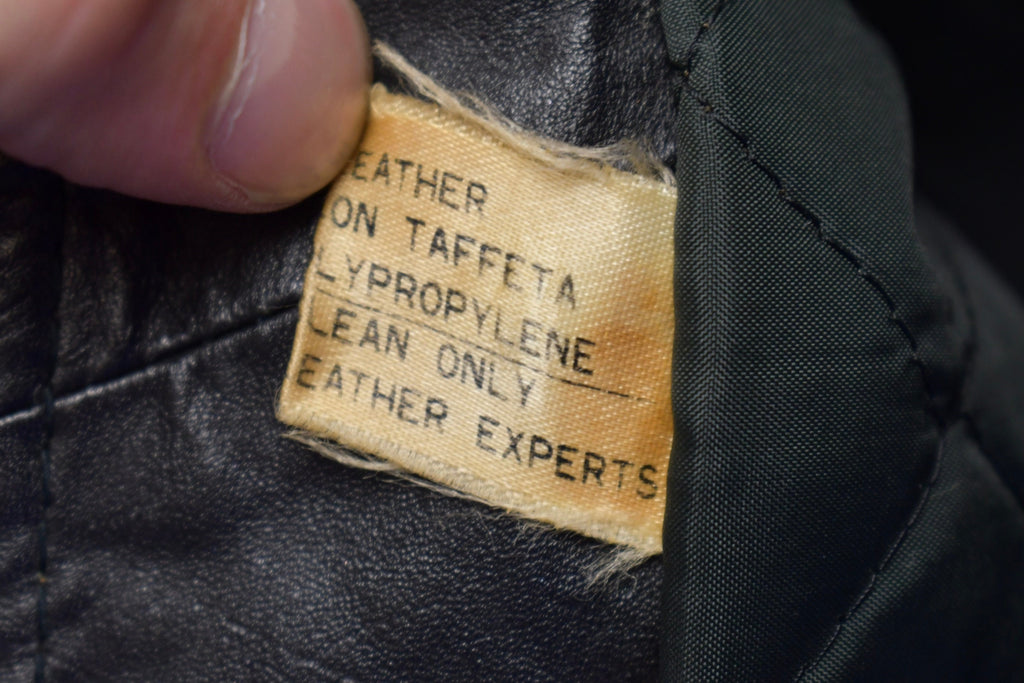 EATHER
ON TAFFETA
LYPROPYLENE
LEAN ONLY
EATHER EXPERTS